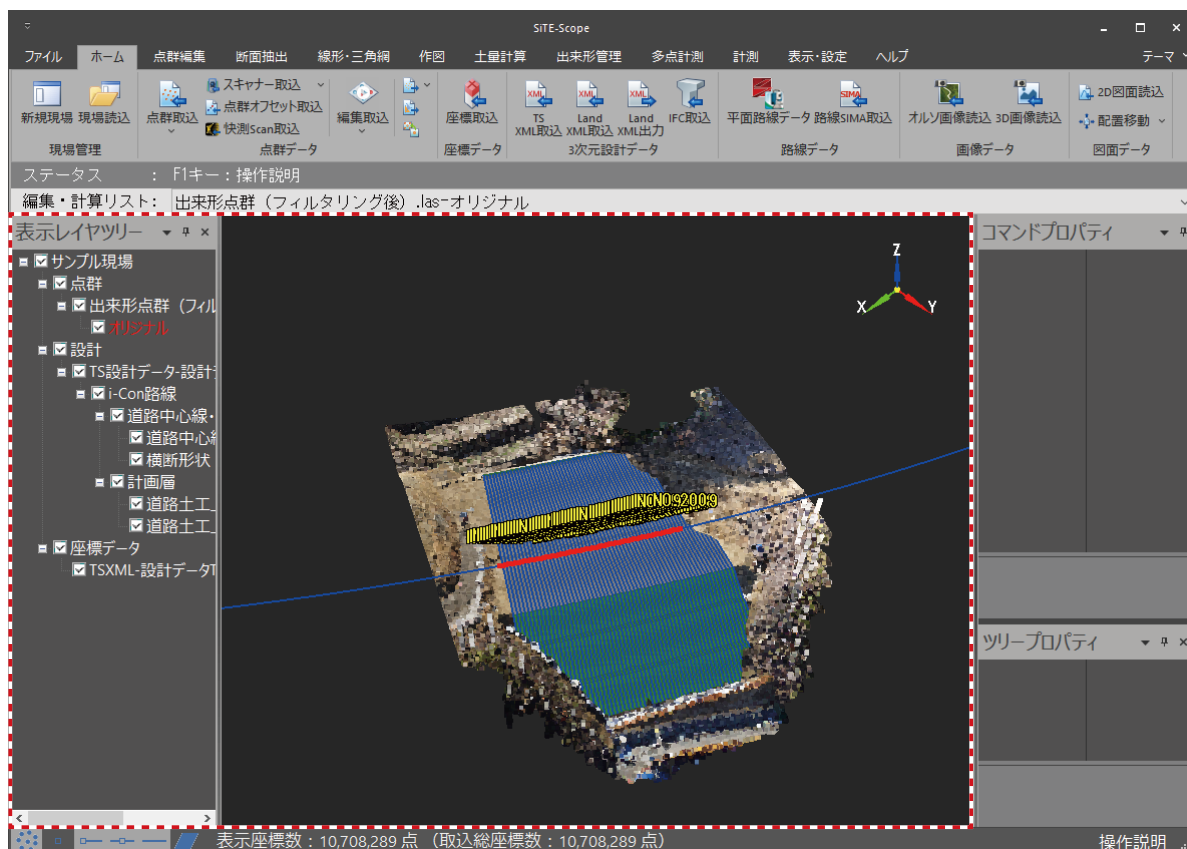 SiTE-Scope
ファイル ホーム 点群編集 断面抽出 線形・三角網 作図 土量計算 出来形管理 多点計測 計測 表示・設定 ヘルプ テーマ
新規現場 現場読込
現場管理
点群取込 スキャナー取込
点群オフセット取込
快測Scan取込
編集取込
点群データ
座標取込
座標データ
TS XML取込
Land XML取込
Land XML出力
IFC取込
3次元設計データ
平面路線データ 路線SIMA取込
路線データ
オルソ画像読込 3D画像読込
画像データ
2D図面読込
配置移動
図面データ
ステータス : F1キー:操作説明
編集・計算リスト: 出来形点群(フィルタリング後).las-オリジナル
表示レイヤツリー
サンプル現場
点群
出来形点群(フィル
オリジナル
設計
TS設計データ-設計
i-Con路線
道路中心線・
道路中心
横断形状
計画層
道路土工
道路土工
座標データ
TSXML-設計データT
Z
X
Y
コマンドプロパティ
ツリープロパティ
表示座標数:10,708,289 点 (取込総座標数:10,708,289 点)
操作説明